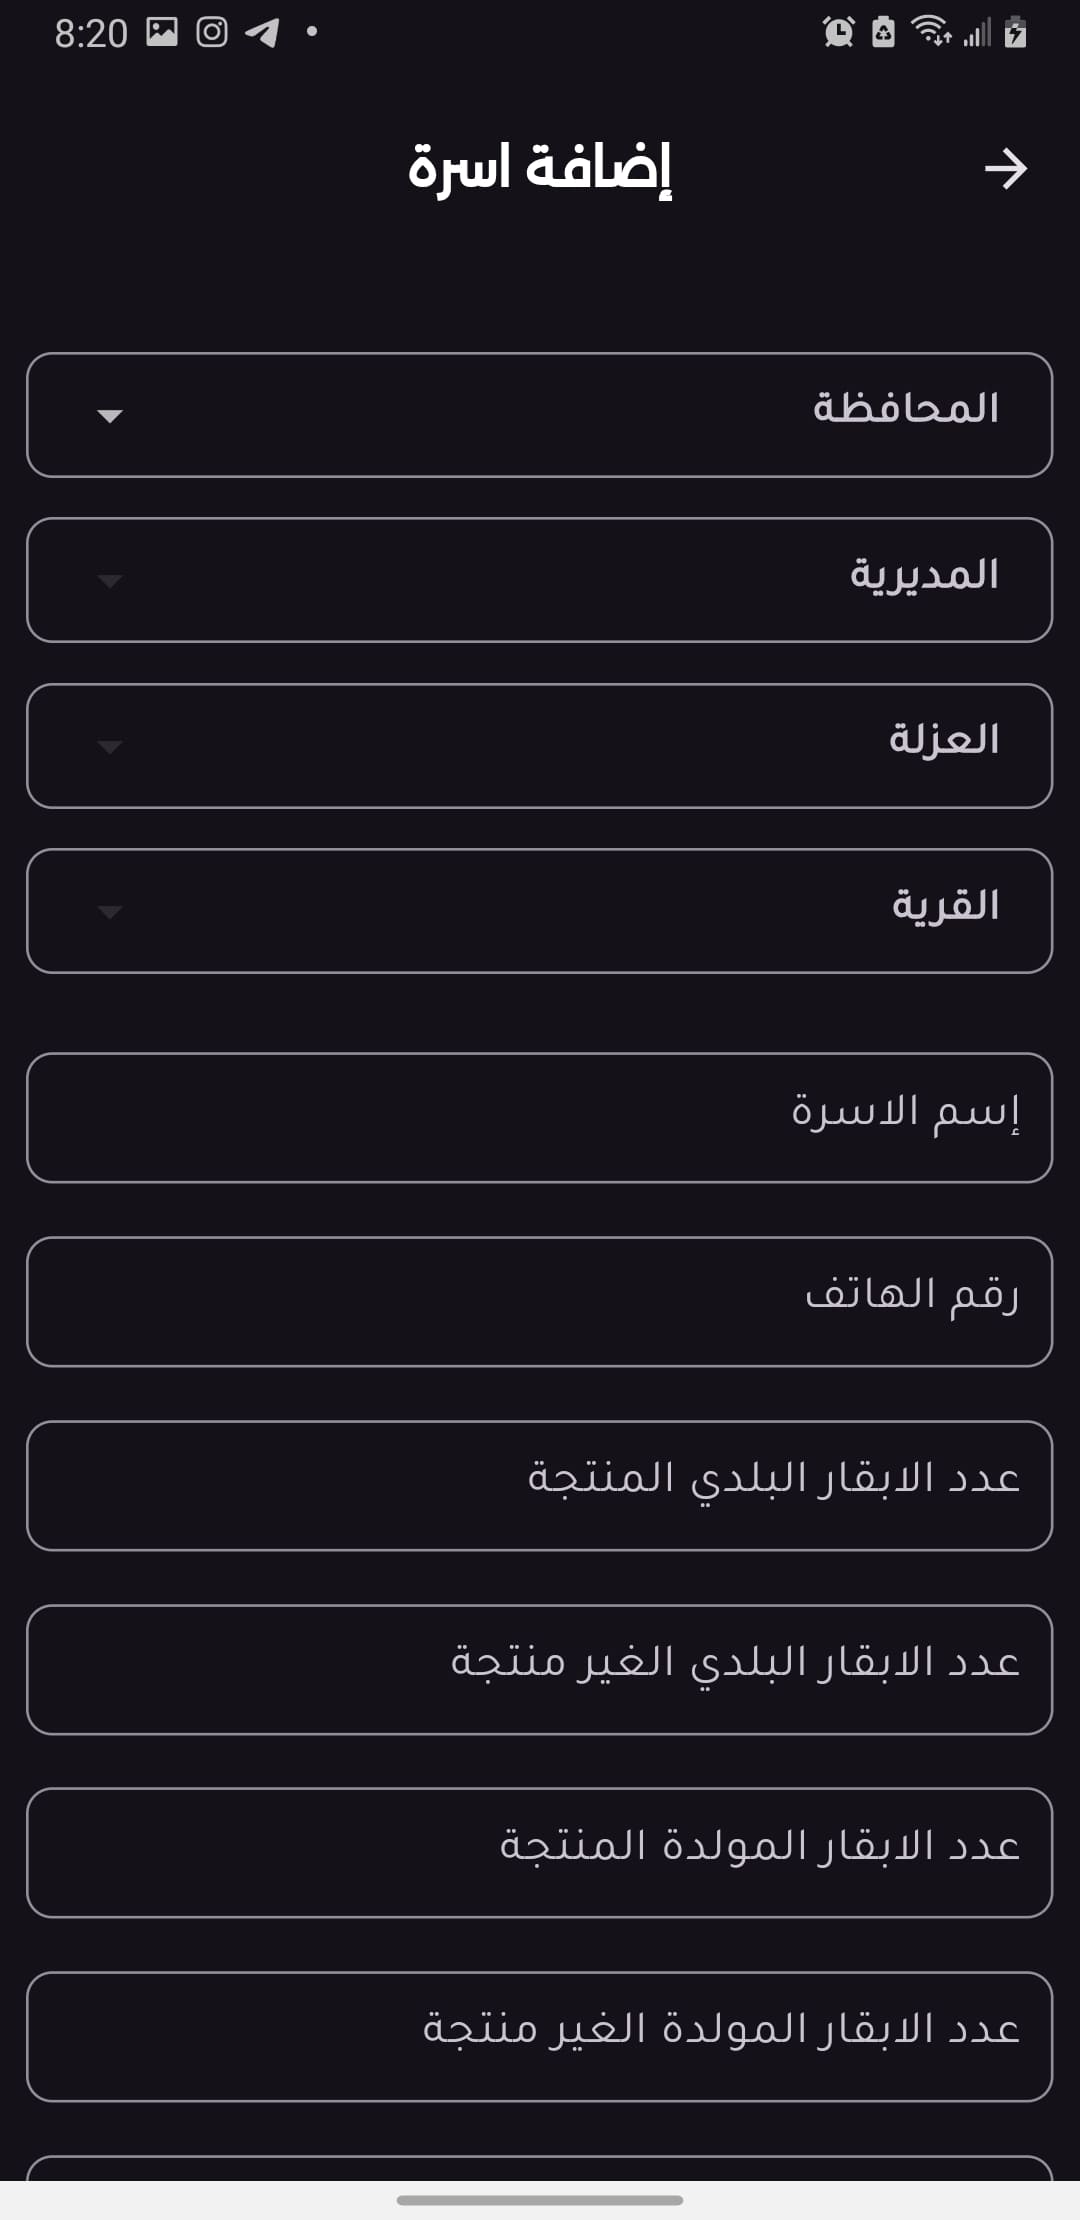 8:20
إضافة اسرة
المحافظة
المديرية
العزلة
القرية
إسم الاسرة
رقم الهاتف
عدد الابقار البلدي المنتجة
عدد الابقار البلدي الغير منتجة
عدد الابقار المولدة المنتجة
عدد الابقار المولدة الغير منتجة